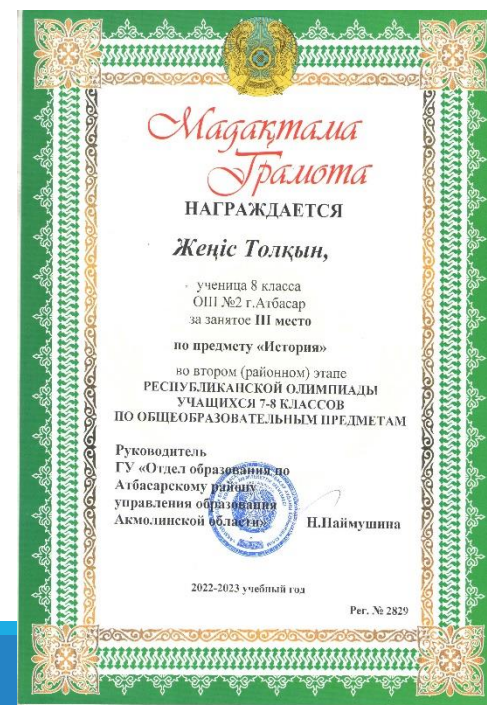 Мадақтама
Грамота
НАГРАЖДАЕТСЯ
Жеңіс Толқын,
ученица 8 класса
ОШ №2 г.Атбасар
за занятое III место
по предмету «История»
во втором (районном) этапе
РЕСПУБЛИКАНСКОЙ ОЛИМПИАДЫ
УЧАЩИХСЯ 7-8 КЛАССОВ
ПО ОБЩЕОБРАЗОВАТЕЛЬНЫМ ПРЕДМЕТАМ
Руководитель
ГУ «Отдел образования по
Атбасарскому району
управления образования
Акмолинской области» Н.Паймушина
2022-2023 учебный год
Рег. № 2829